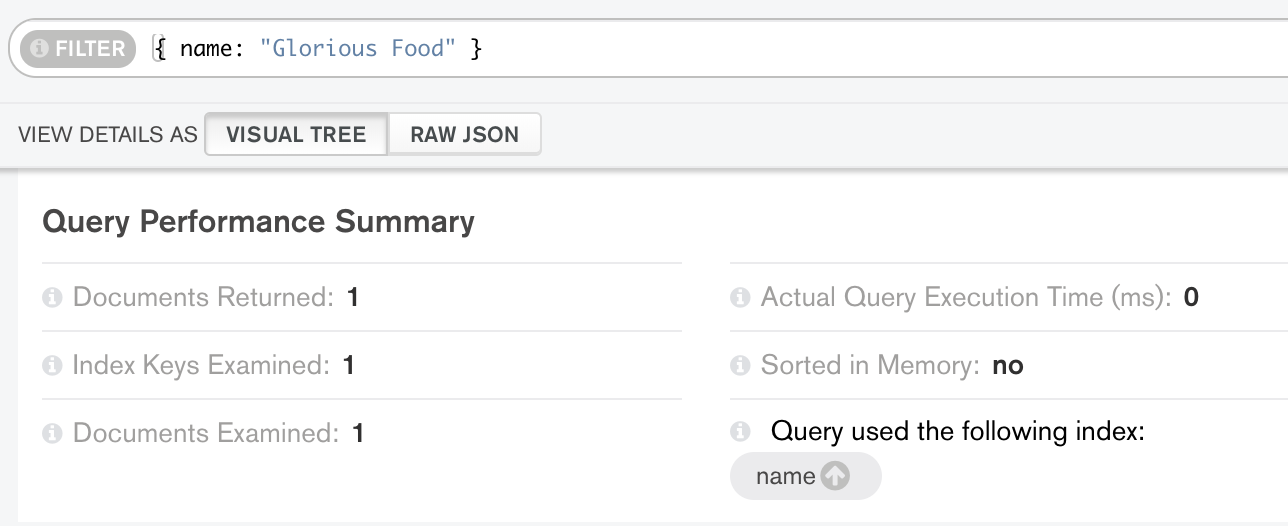 FILTER { name: "Glorious Food" }
VIEW DETAILS AS VISUAL TREE RAW JSON
Query Performance Summary
Documents Returned: 1
Actual Query Execution Time (ms): 0
Index Keys Examined: 1
Sorted in Memory: no
Documents Examined: 1
Query used the following index:
name